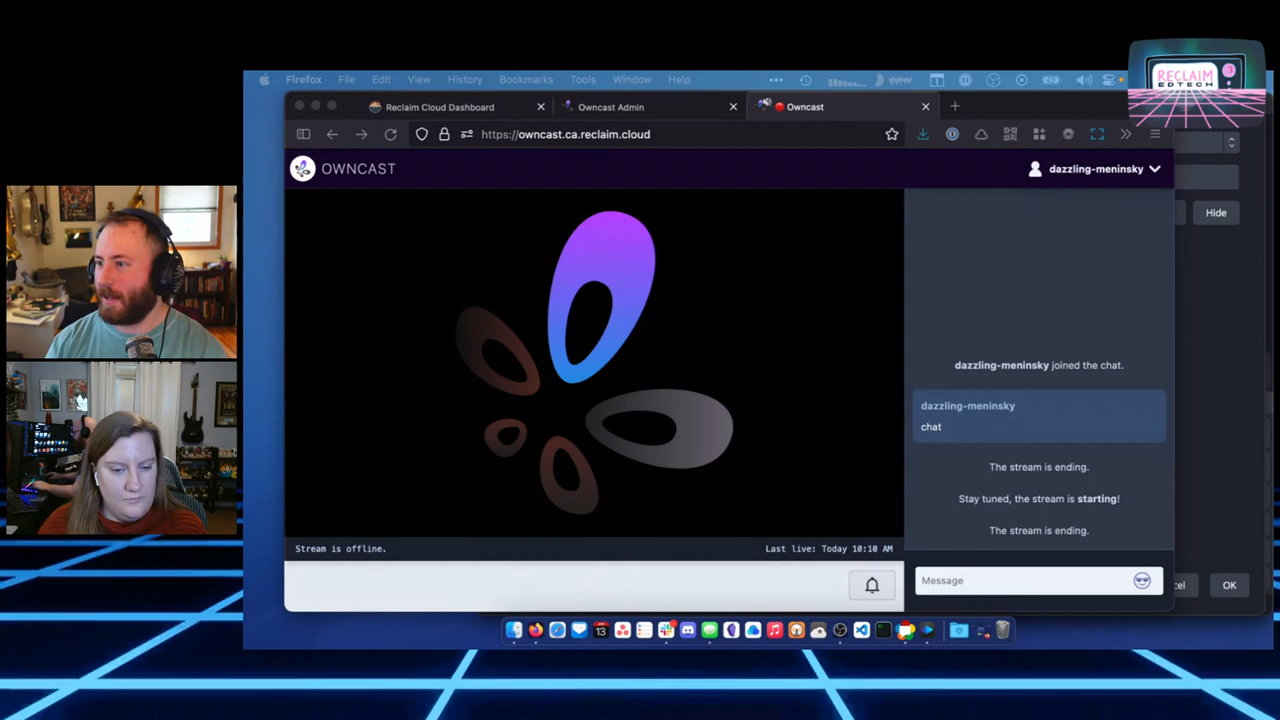 RECLAIM
EDTECH
Firefox File Edit View History Bookmarks Tools Window Help
Reclaim Cloud Dashboard
Owncast Admin
Owncast
https://owncast.ca.reclaim.cloud
OWNCAST
dazzling-meninsky
Hide
dazzling-meninsky joined the chat.
dazzling-meninsky
chat
The stream is ending.
Stay tuned, the stream is starting!
The stream is ending.
Stream is offline.
Last live: Today 10:10 AM
Message
OK
13